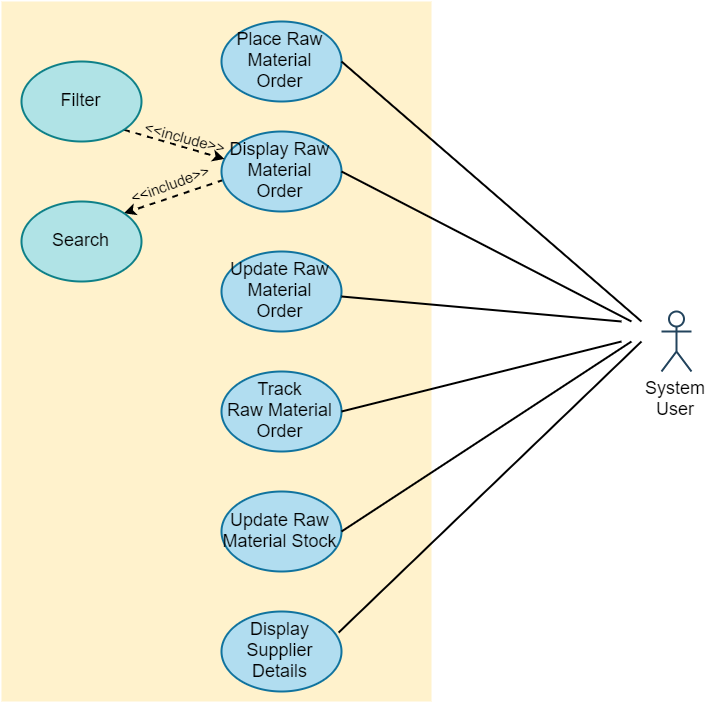 Place Raw
Material
Order
Filter
<<include>>
Display Raw
Material
Order
<<include>>
Search
Update Raw
Material
Order
System
User
Track
Raw Material
Order
Update Raw
Material Stock
Display
Supplier
Details